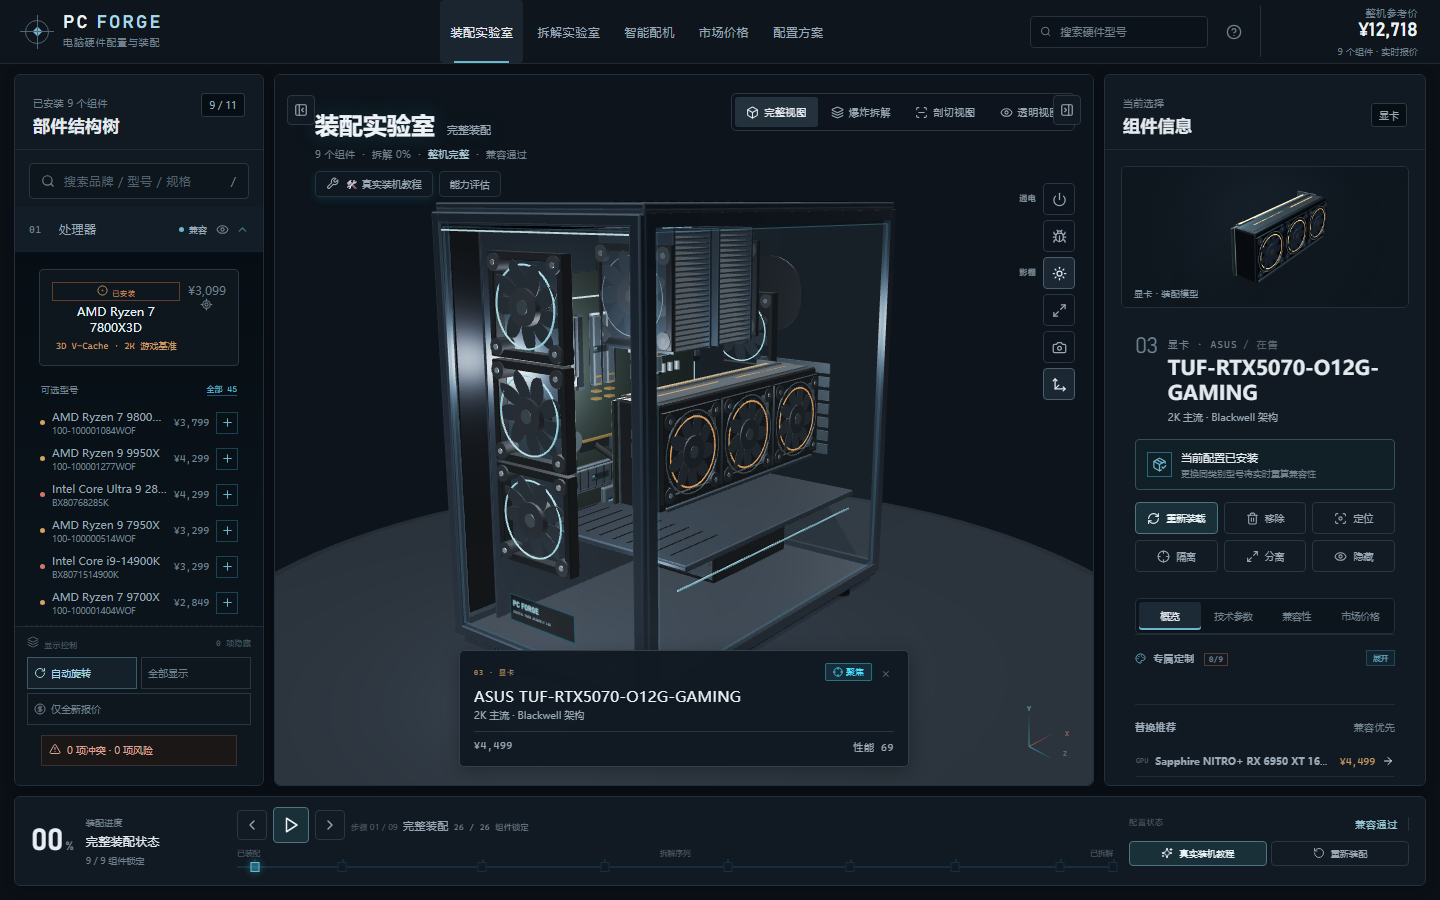 PC FORGE
电脑硬件配置与装配
装配实验室
拆解实验室
智能配机
市场价格
配置方案
搜索硬件型号
整机参考价
¥12,718
9 个组件 · 实时报价
已安装 9 个组件
部件结构树
9 / 11
搜索品牌 / 型号 / 规格
/
01 处理器
兼容
已安装
¥3,099
AMD Ryzen 7
7800X3D
3D V-Cache · 2K 游戏基准
可选型号
全部 45
AMD Ryzen 7 9800...
100-100001084WOF
¥3,799
AMD Ryzen 9 9950X
100-100001277WOF
¥4,299
Intel Core Ultra 9 28...
BX80768285K
¥4,299
AMD Ryzen 9 7950X
100-100000514WOF
¥3,299
Intel Core i9-14900K
BX8071514900K
¥3,299
AMD Ryzen 7 9700X
100-100001404WOF
¥2,849
显示控制
0 项隐藏
自动旋转
全部显示
仅全新报价
0 项冲突 · 0 项风险
装配实验室
完整装配
9 个组件 · 拆解 0% · 整机完整 · 兼容通过
真实装机教程
能力评估
完整视图
爆炸拆解
剖切视图
透明视
通电
影棚
PC FORGE
03 · 显卡
聚焦
ASUS TUF-RTX5070-O12G-GAMING
2K 主流 · Blackwell 架构
¥4,499
性能 69
Y
X
Z
当前选择
组件信息
显卡
显卡 · 装配模型
03
显卡 · ASUS / 在售
TUF-RTX5070-O12G-
GAMING
2K 主流 · Blackwell 架构
当前配置已安装
更换同类别型号将实时重算兼容性
重新装载
移除
定位
隔离
分离
隐藏
概览
技术参数
兼容性
市场价格
专属定制
0/9
展开
替换推荐
兼容优先
GPU
Sapphire NITRO+ RX 6950 XT 16...
¥4,499
00%
装配进度
完整装配状态
9 / 9 组件锁定
步骤 01 / 09
完整装配
26 / 26 组件锁定
已装配
拆解序列
已拆解
配置状态
兼容通过
真实装机教程
重新装配